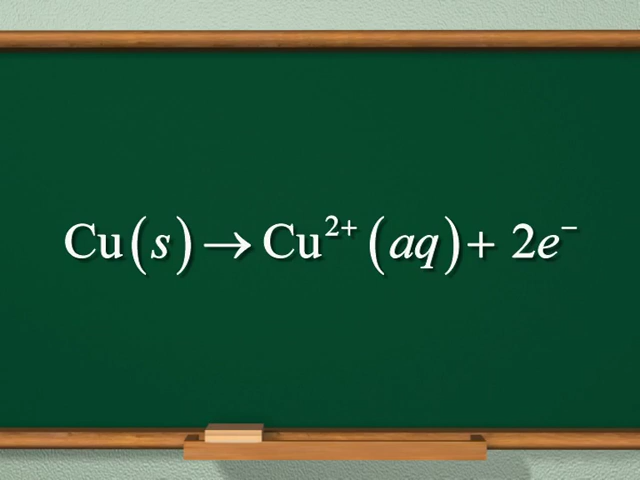 Cu(s) → Cu²⁺(aq) + 2e⁻